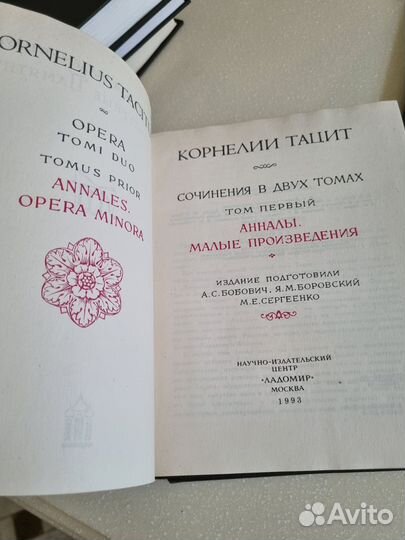 CORNELIUS TACIT
OPERA
TOMI DUO
TOMUS PRIOR
ANNALES.
OPERA MINORA
КОРНЕЛИЙ ТАЦИТ
СОЧИНЕНИЯ В ДВУХ ТОМАХ
ТОМ ПЕРВЫЙ
АННАЛЫ.
МАЛЫЕ ПРОИЗВЕДЕНИЯ
ИЗДАНИЕ ПОДГОТОВИЛИ
А.С.БОБОВИЧ, Я.М.БОРОВСКИЙ
М.Е.СЕРГЕЕНКО
НАУЧНО-ИЗДАТЕЛЬСКИЙ
ЦЕНТР
"ЛАДОМИР"
МОСКВА
1993
Avito